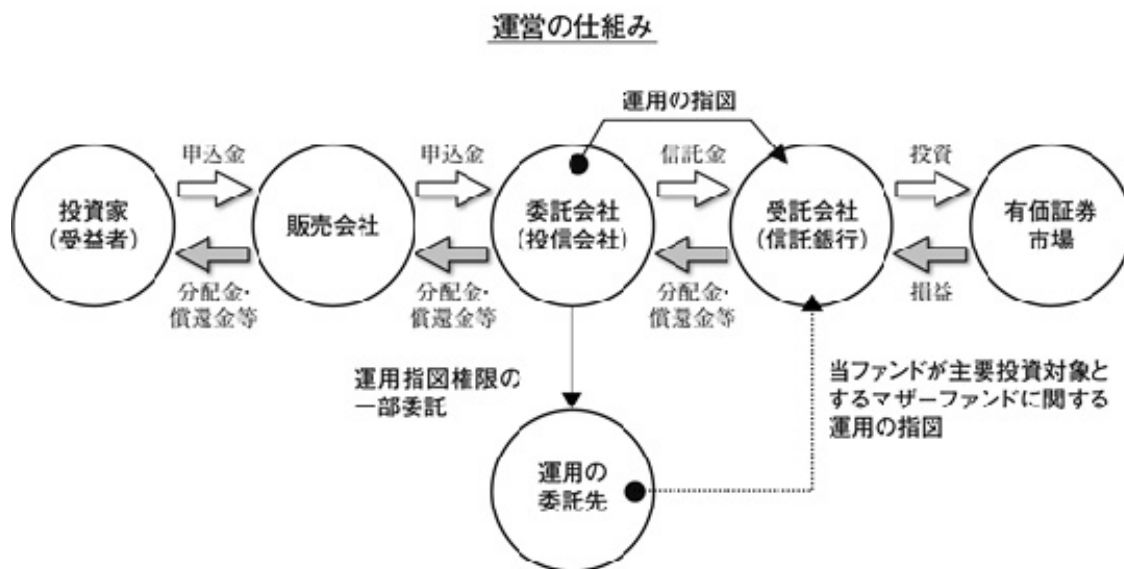 運営の仕組み
運用の指図
申込金
申込金
信託金
投資
投資家
(受益者)
販売会社
委託会社
(投信会社)
受託会社
(信託銀行)
有価証券
市場
分配金・
償還金等
分配金・
償還金等
分配金・
償還金等
損益
運用指図権限の
一部委託
当ファンドが主要投資対象と
するマザーファンドに関する
運用の指図
運用の
委託先